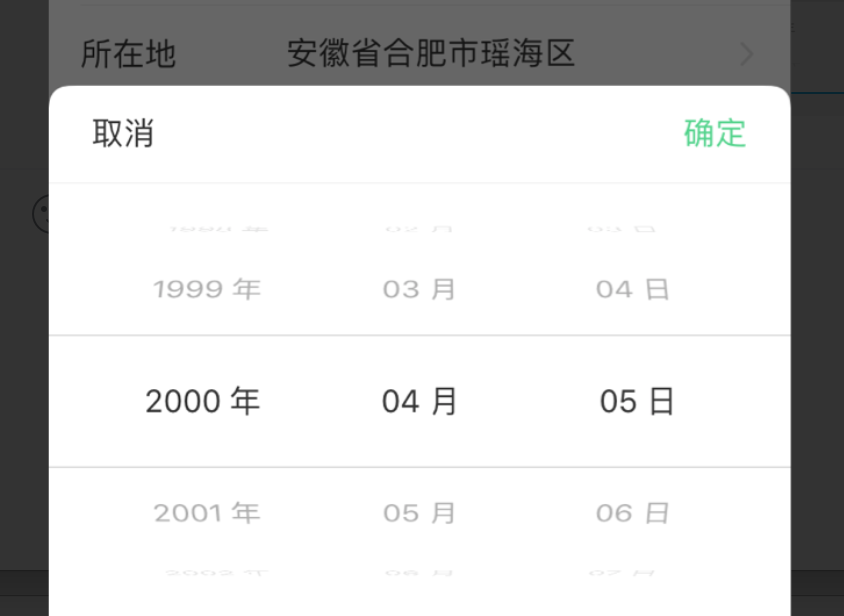 所在地 安徽省合肥市瑶海区
取消 确定
1999 年 03 月 04 日
2000 年 04 月 05 日
2001 年 05 月 06 日